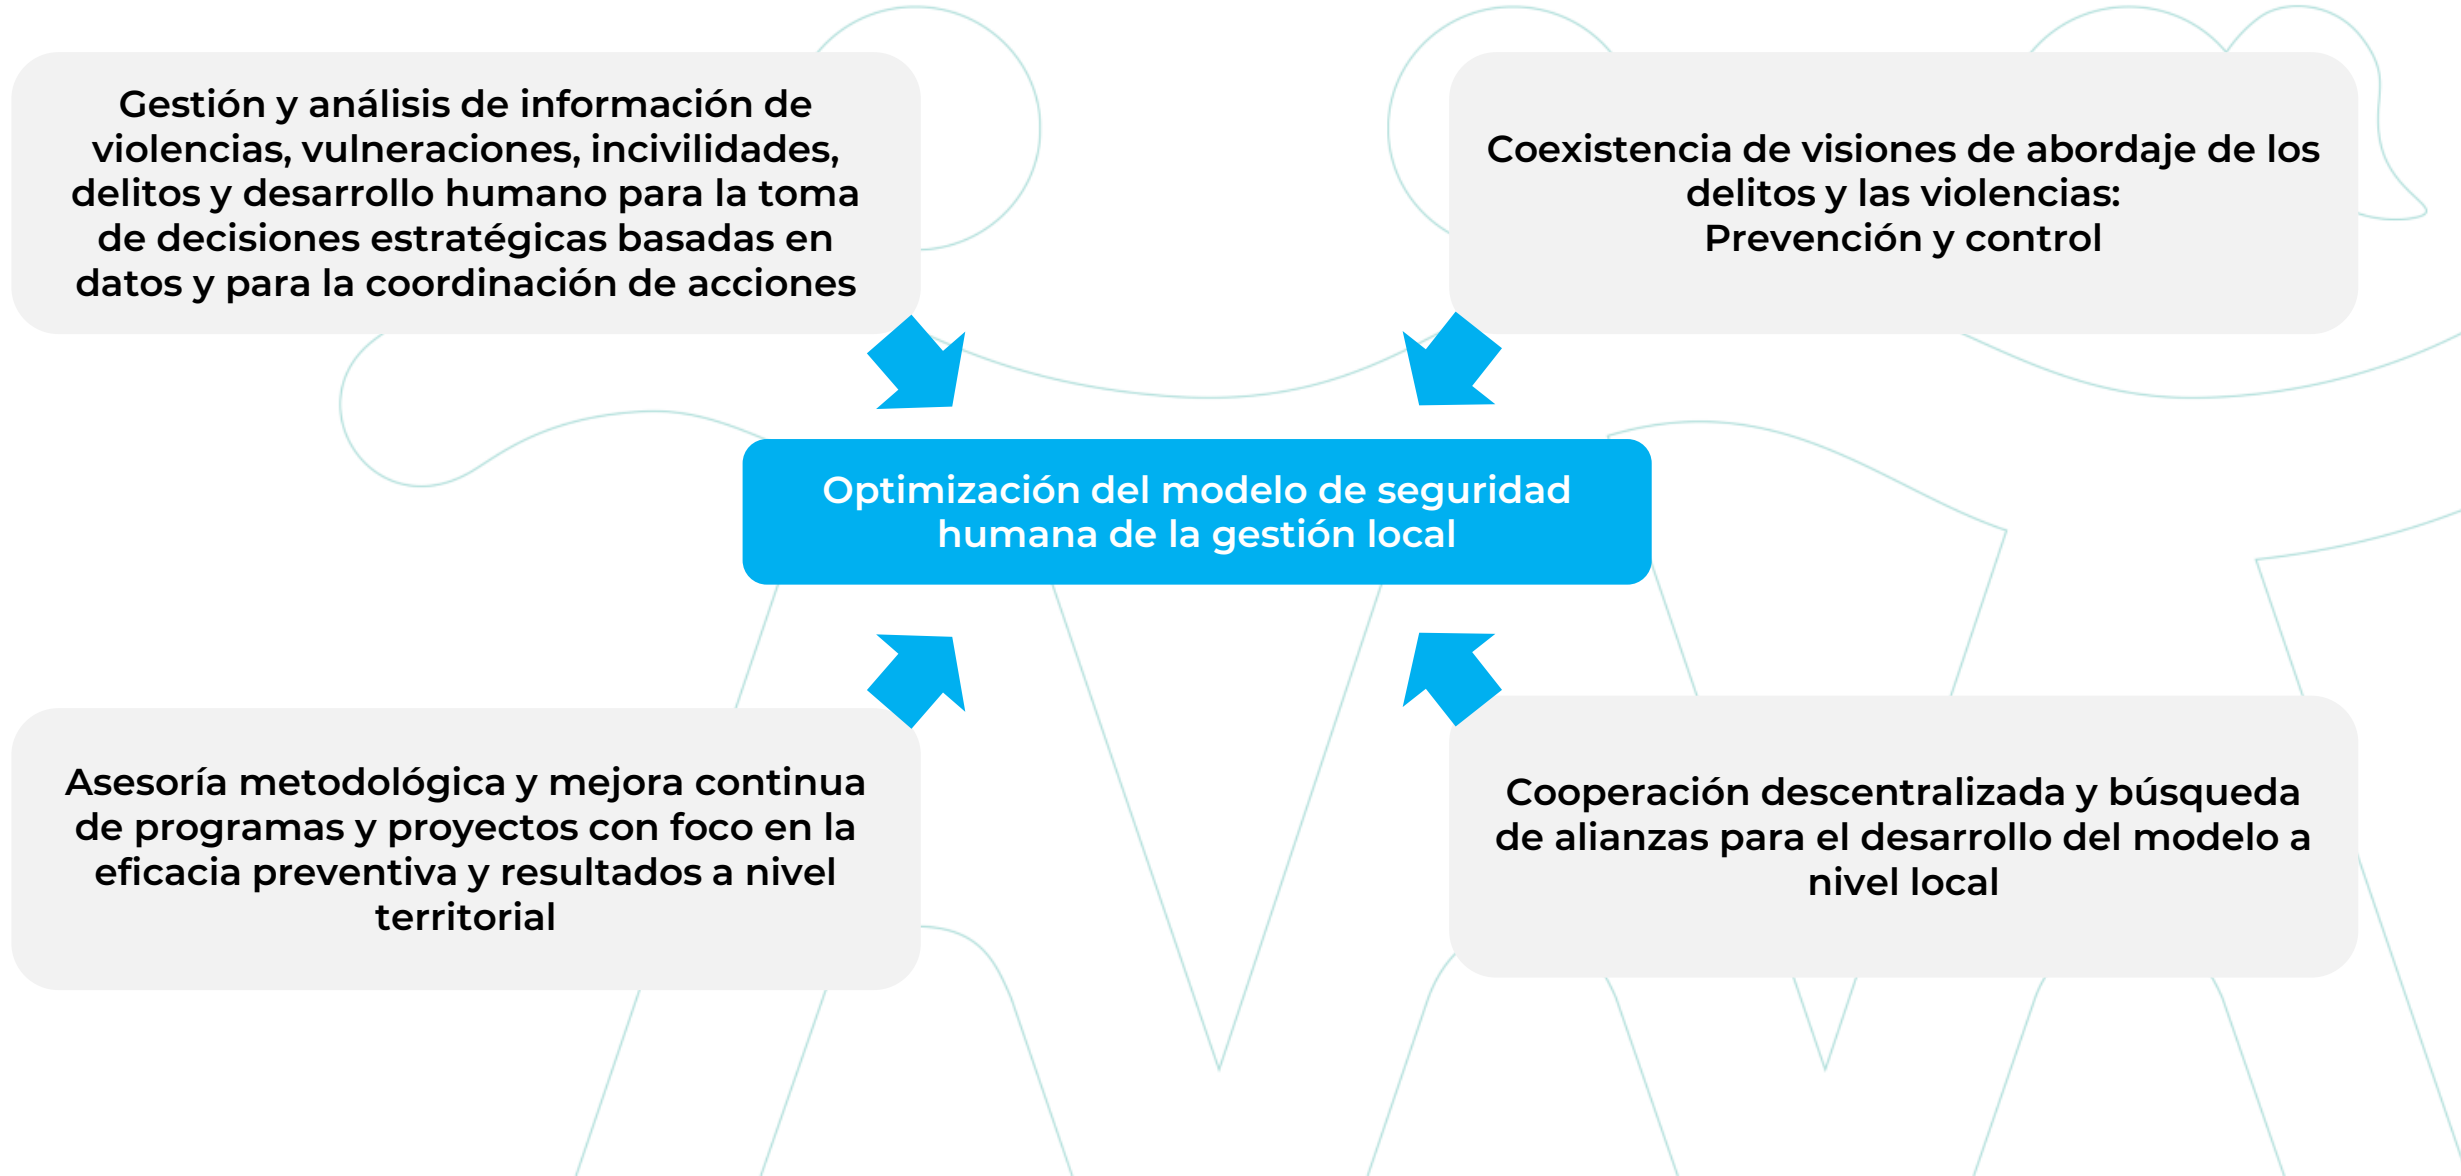 Gestión y análisis de información de
violencias, vulneraciones, incivilidades,
delitos y desarrollo humano para la toma
de decisiones estratégicas basadas en
datos y para la coordinación de acciones
Coexistencia de visiones de abordaje de los
delitos y las violencias:
Prevención y control
Optimización del modelo de seguridad
humana de la gestión local
Asesoría metodológica y mejora continua
de programas y proyectos con foco en la
eficacia preventiva y resultados a nivel
territorial
Cooperación descentralizada y búsqueda
de alianzas para el desarrollo del modelo a
nivel local